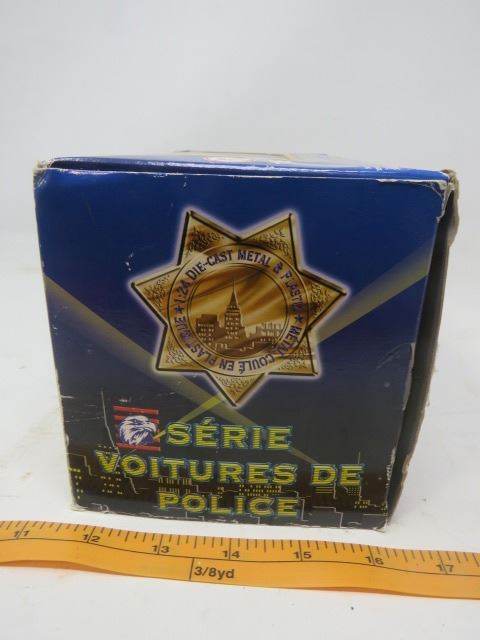 ★ 1:24 DIE-CAST METAL & PLASTIC ★ METAL COULÉ EN PLASTIQUE
SÉRIE
VOITURES DE
POLICE
11 12 13 14 15 16 17
3/8yd